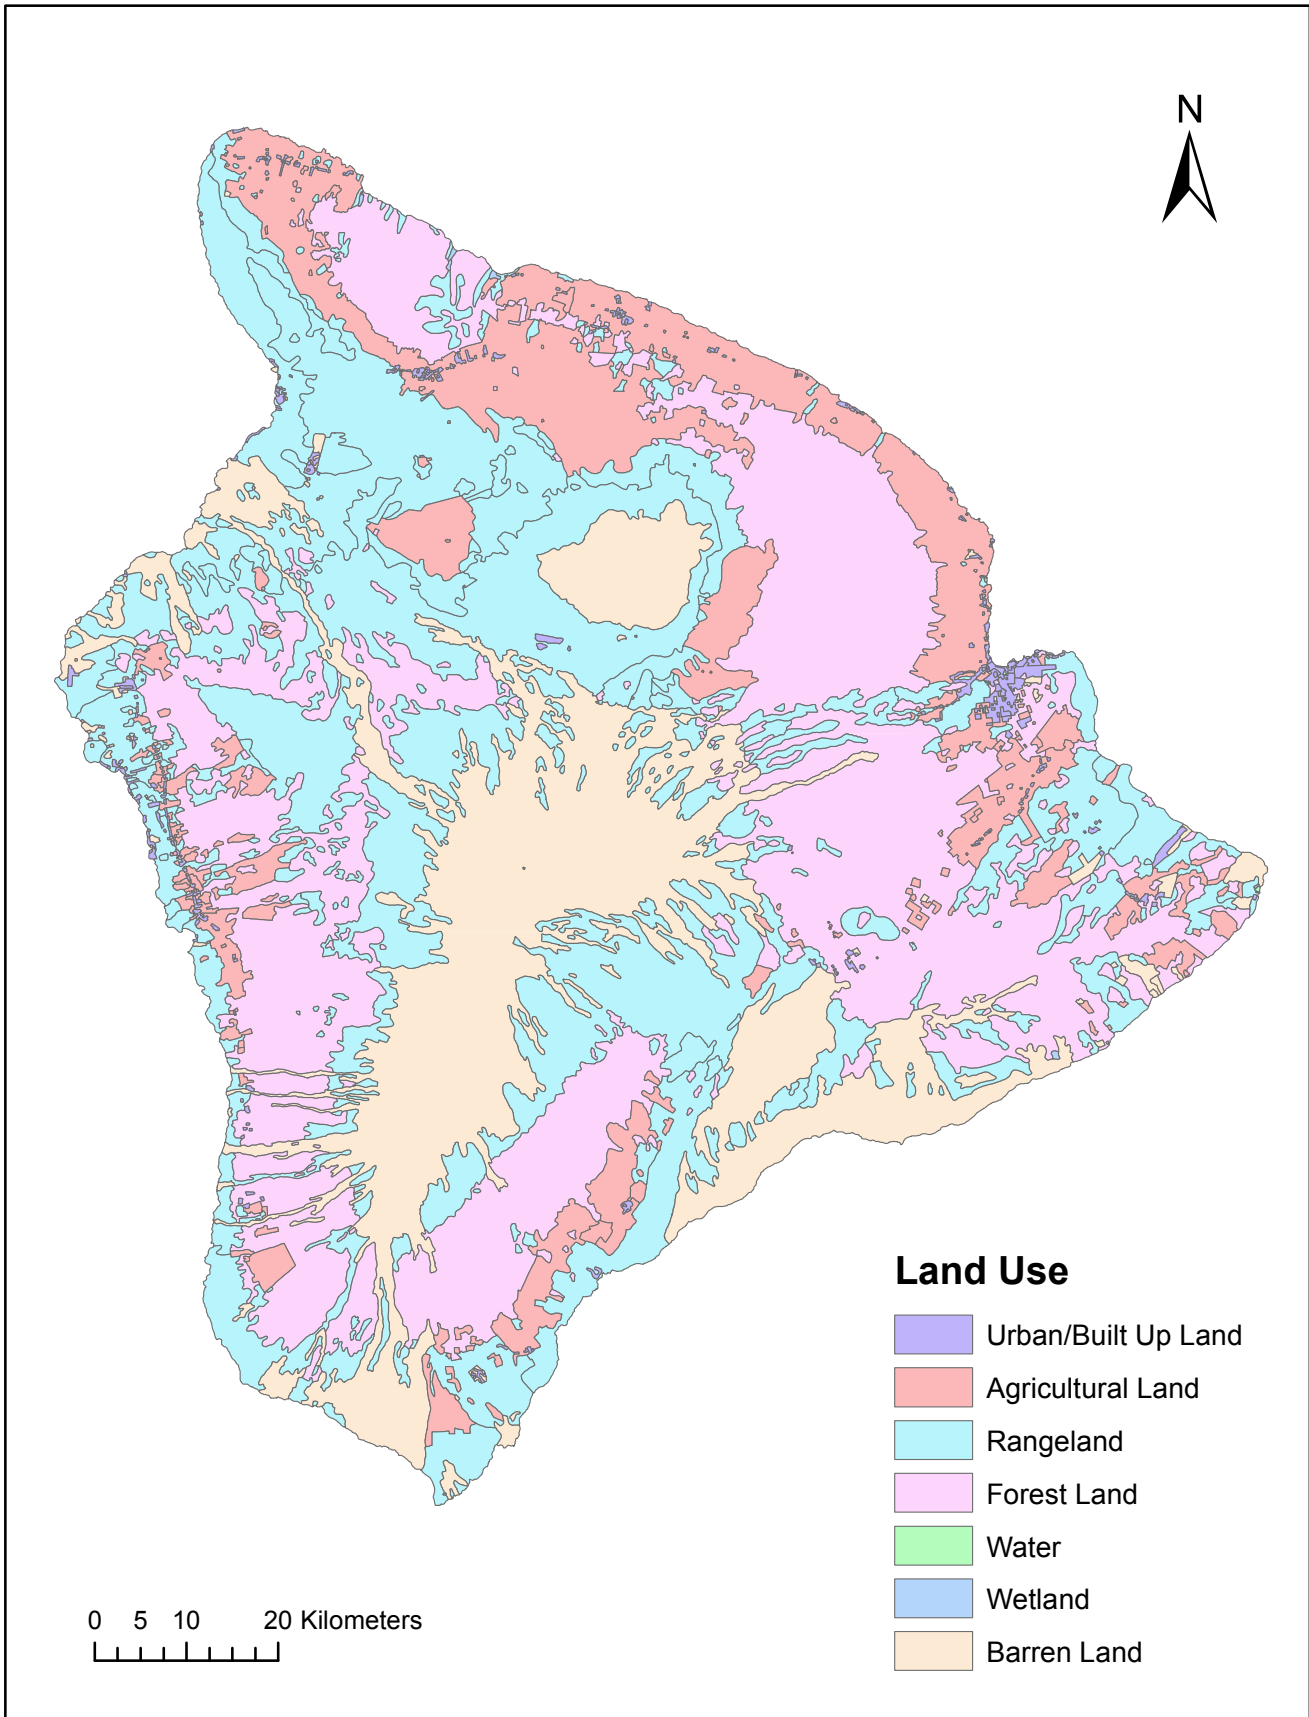 N
Land Use
Urban/Built Up Land
Agricultural Land
Rangeland
Forest Land
Water
Wetland
Barren Land
0 5 10 20 Kilometers